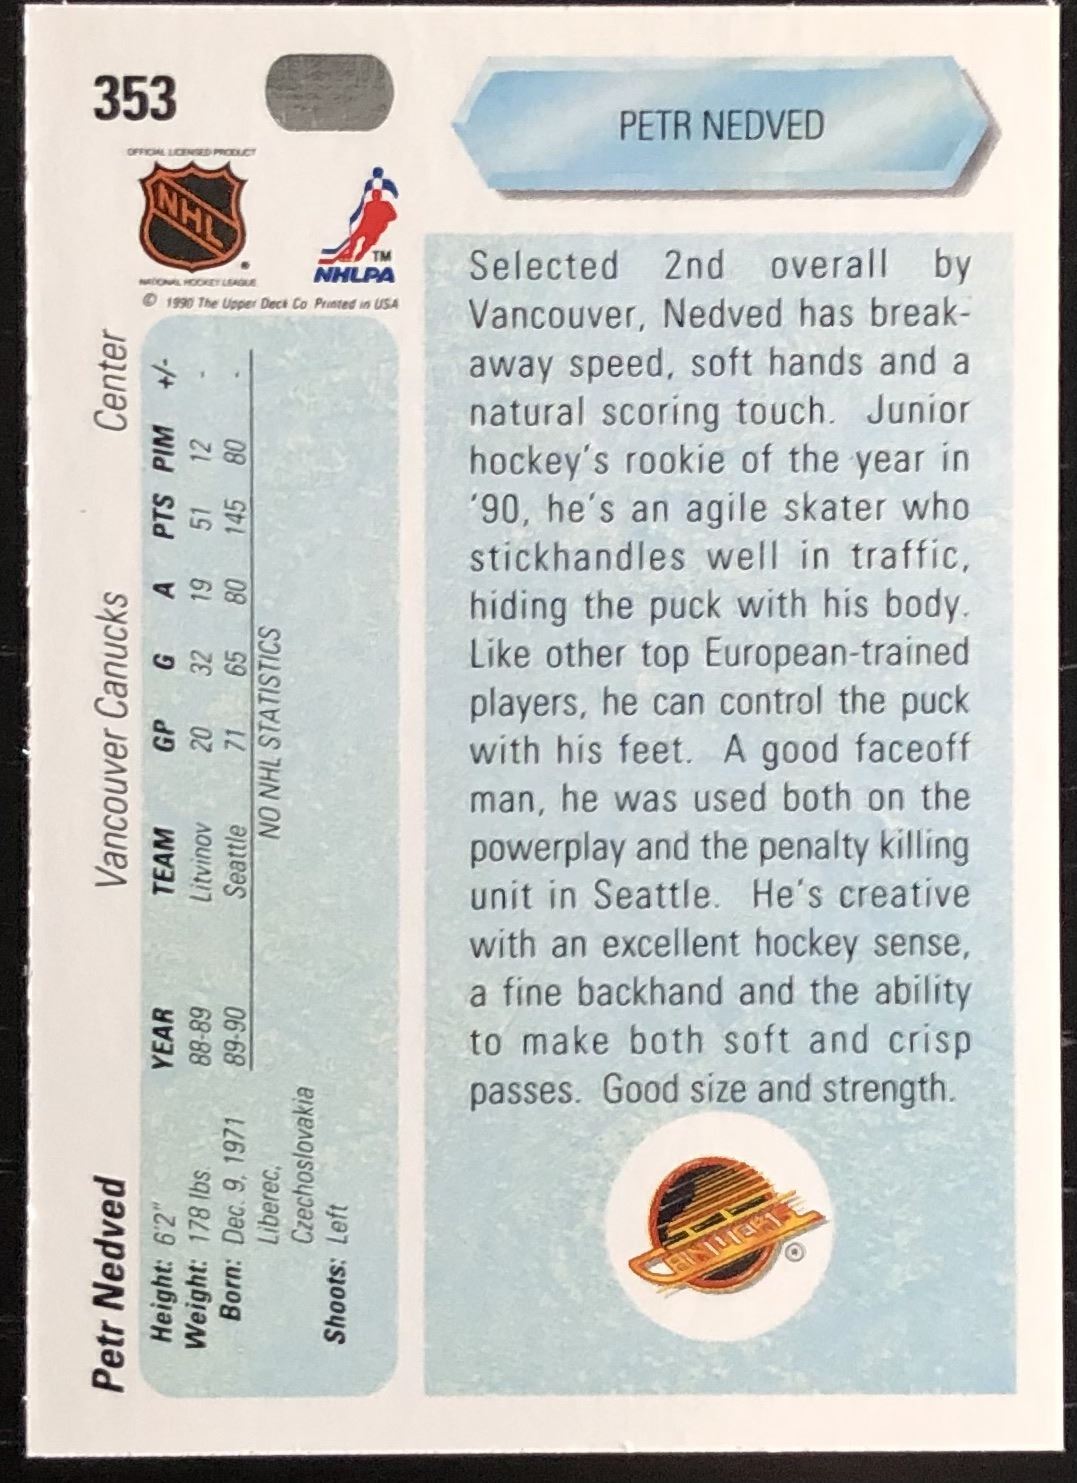 353
OFFICIAL LICENSED PRODUCT
NHL
®
NATIONAL HOCKEY LEAGUE
TM
NHLPA
© 1990 The Upper Deck Co Printed in USA
PETR NEDVED
Selected 2nd overall by
Vancouver, Nedved has break-
away speed, soft hands and a
natural scoring touch. Junior
hockey's rookie of the year in
'90, he's an agile skater who
stickhandles well in traffic,
hiding the puck with his body.
Like other top European-trained
players, he can control the puck
with his feet. A good faceoff
man, he was used both on the
powerplay and the penalty killing
unit in Seattle. He's creative
with an excellent hockey sense,
a fine backhand and the ability
to make both soft and crisp
passes. Good size and strength.
CANUCKS
®
Petr Nedved Vancouver Canucks Center
Height: 6'2"
Weight: 178 lbs.
Born: Dec. 9, 1971
Liberec,
Czechoslovakia
Shoots: Left
YEAR TEAM GP G A PTS PIM +/-
88-89 Litvinov 20 32 19 51 12 -
89-90 Seattle 71 65 80 145 80 -
NO NHL STATISTICS